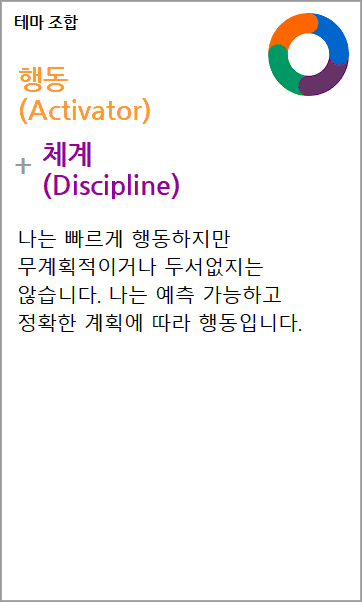 테마 조합
행동
(Activator)
+ 체계
(Discipline)
나는 빠르게 행동하지만
무계획적이거나 두서없지는
않습니다. 나는 예측 가능하고
정확한 계획에 따라 행동입니다.